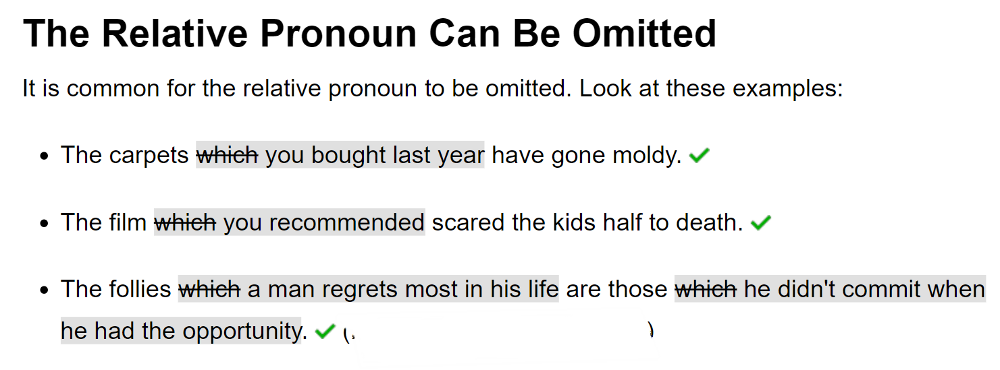 The Relative Pronoun Can Be Omitted
It is common for the relative pronoun to be omitted. Look at these examples:
• The carpets which you bought last year have gone moldy. ✓
• The film which you recommended scared the kids half to death. ✓
• The follies which a man regrets most in his life are those which he didn't commit when
he had the opportunity. ✓ ( )